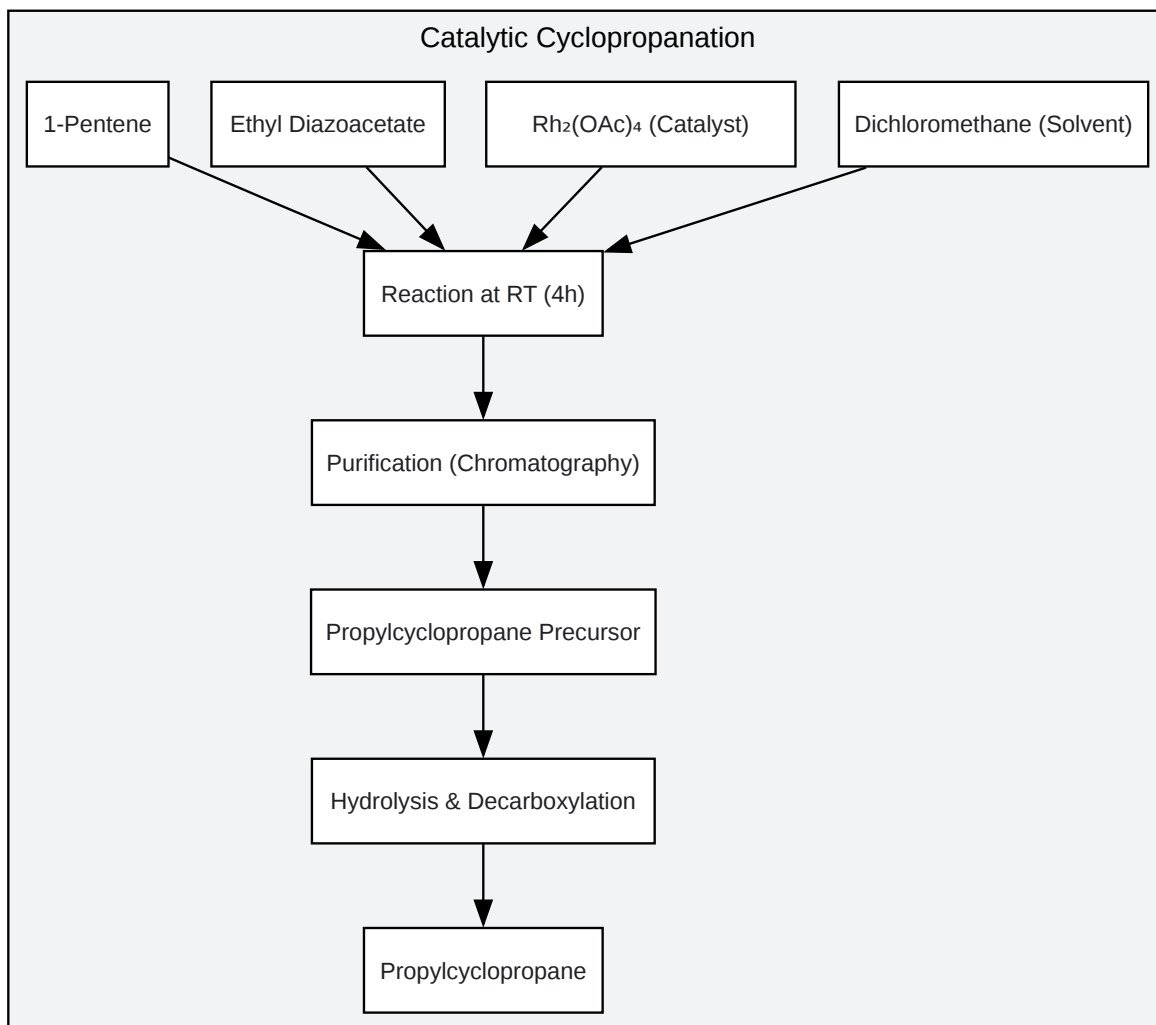 Catalytic Cyclopropanation
1-Pentene
Ethyl Diazoacetate
Rh₂(OAc)₄ (Catalyst)
Dichloromethane (Solvent)
Reaction at RT (4h)
Purification (Chromatography)
Propylcyclopropane Precursor
Hydrolysis & Decarboxylation
Propylcyclopropane